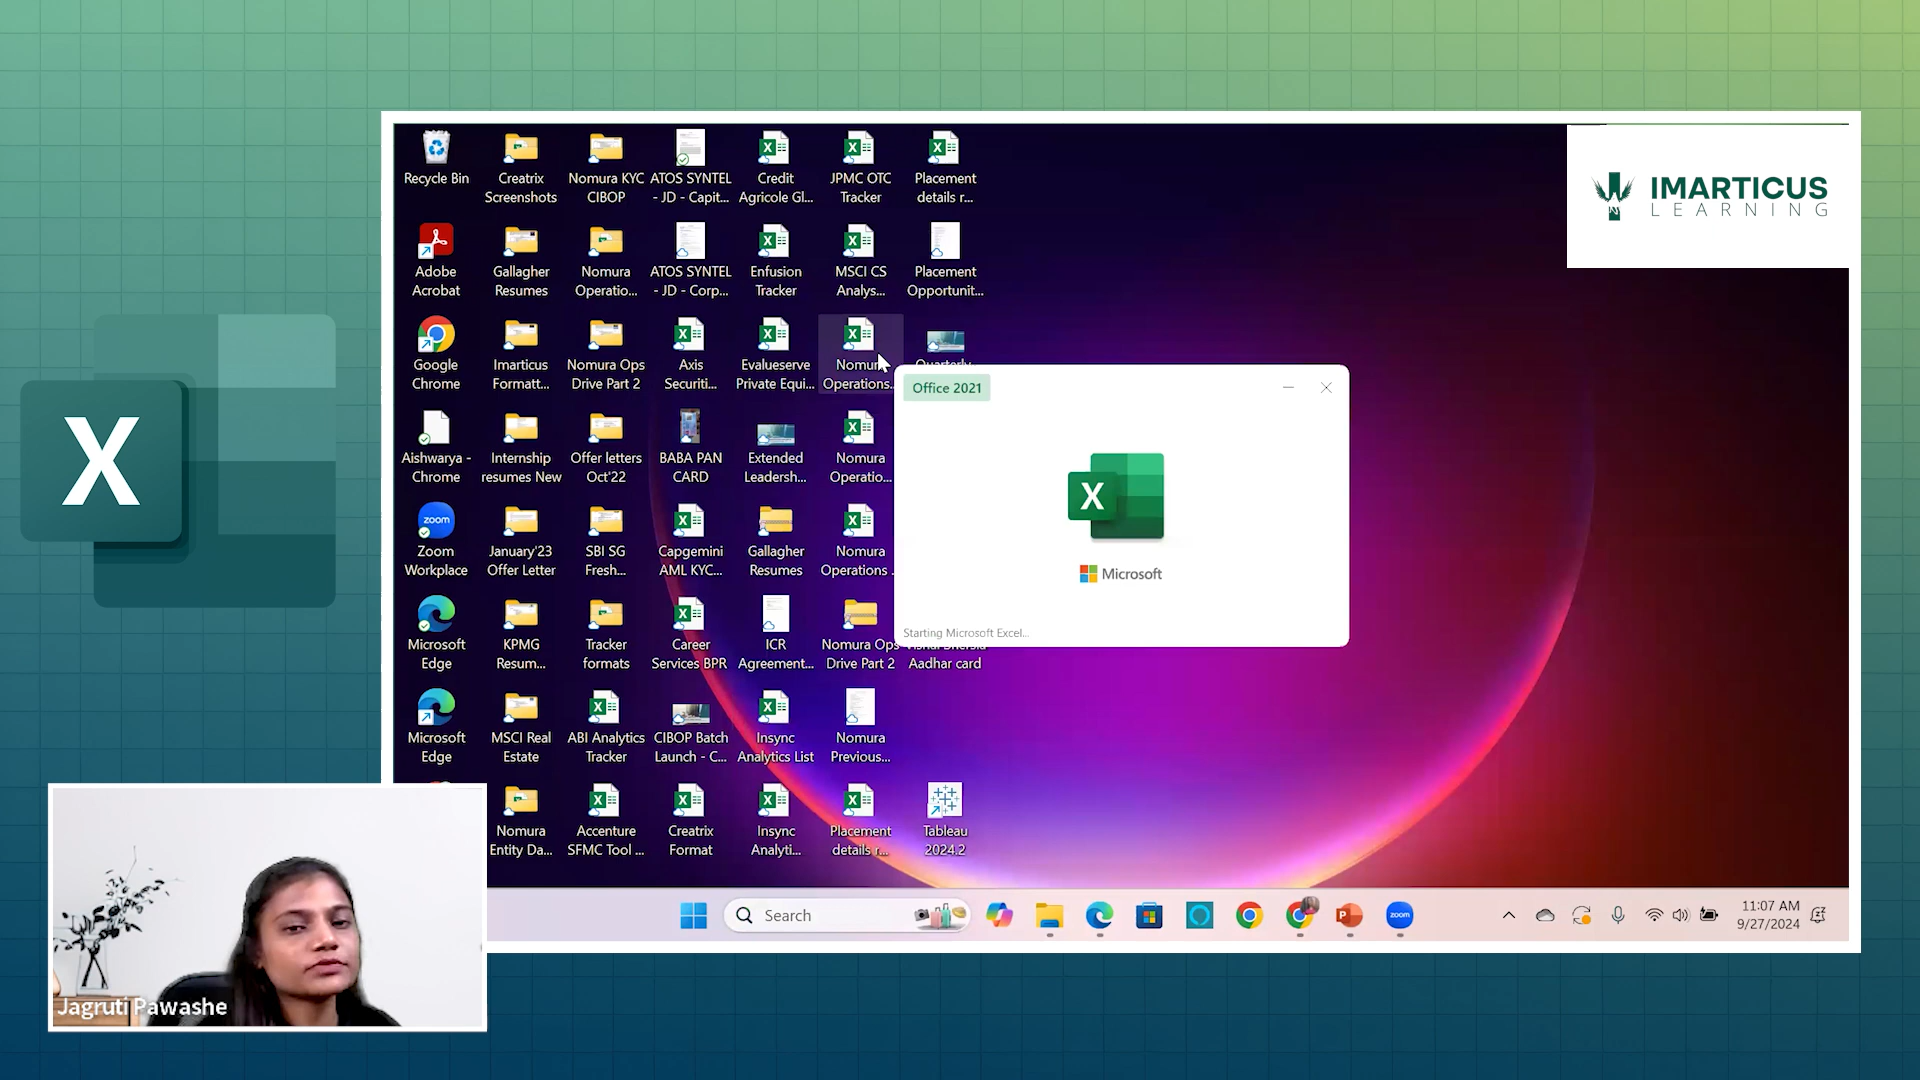 IMARTICUS
LEARNING
Recycle Bin
Creatrix
Screenshots
Nomura KYC
CIBOP
ATOS SYNTEL
- JD - Capit...
Credit
Agricole Gl...
JPMC OTC
Tracker
Placement
details r...
Adobe
Acrobat
Gallagher
Resumes
Nomura
Operatio...
ATOS SYNTEL
- JD - Corp...
Enfusion
Tracker
MSCI CS
Analys...
Placement
Opportunit...
Google
Chrome
Imarticus
Formatt...
Nomura Ops
Drive Part 2
Axis
Securiti...
Evalueserve
Private Equi...
Nomura
Operations...
Quarterly
Aishwarya -
Chrome
Internship
resumes New
Offer letters
Oct'22
BABA PAN
CARD
Extended
Leadersh...
Nomura
Operatio...
Zoom
Workplace
January'23
Offer Letter
SBI SG
Fresh...
Capgemini
AML KYC...
Gallagher
Resumes
Nomura
Operations
Microsoft
Edge
KPMG
Resum...
Tracker
formats
Career
Services BPR
ICR
Agreement...
Nomura Ops
Drive Part 2
Aadhar card
Microsoft
Edge
MSCI Real
Estate
ABI Analytics
Tracker
CIBOP Batch
Launch - C...
Insync
Analytics List
Nomura
Previous...
Nomura
Entity Da...
Accenture
SFMC Tool ...
Creatrix
Format
Insync
Analyti...
Placement
details r...
Tableau
2024.2
Office 2021
X
Microsoft
Starting Microsoft Excel...
X
zoom
Search
zoom
11:07 AM
9/27/2024
Jagruti Pawashe